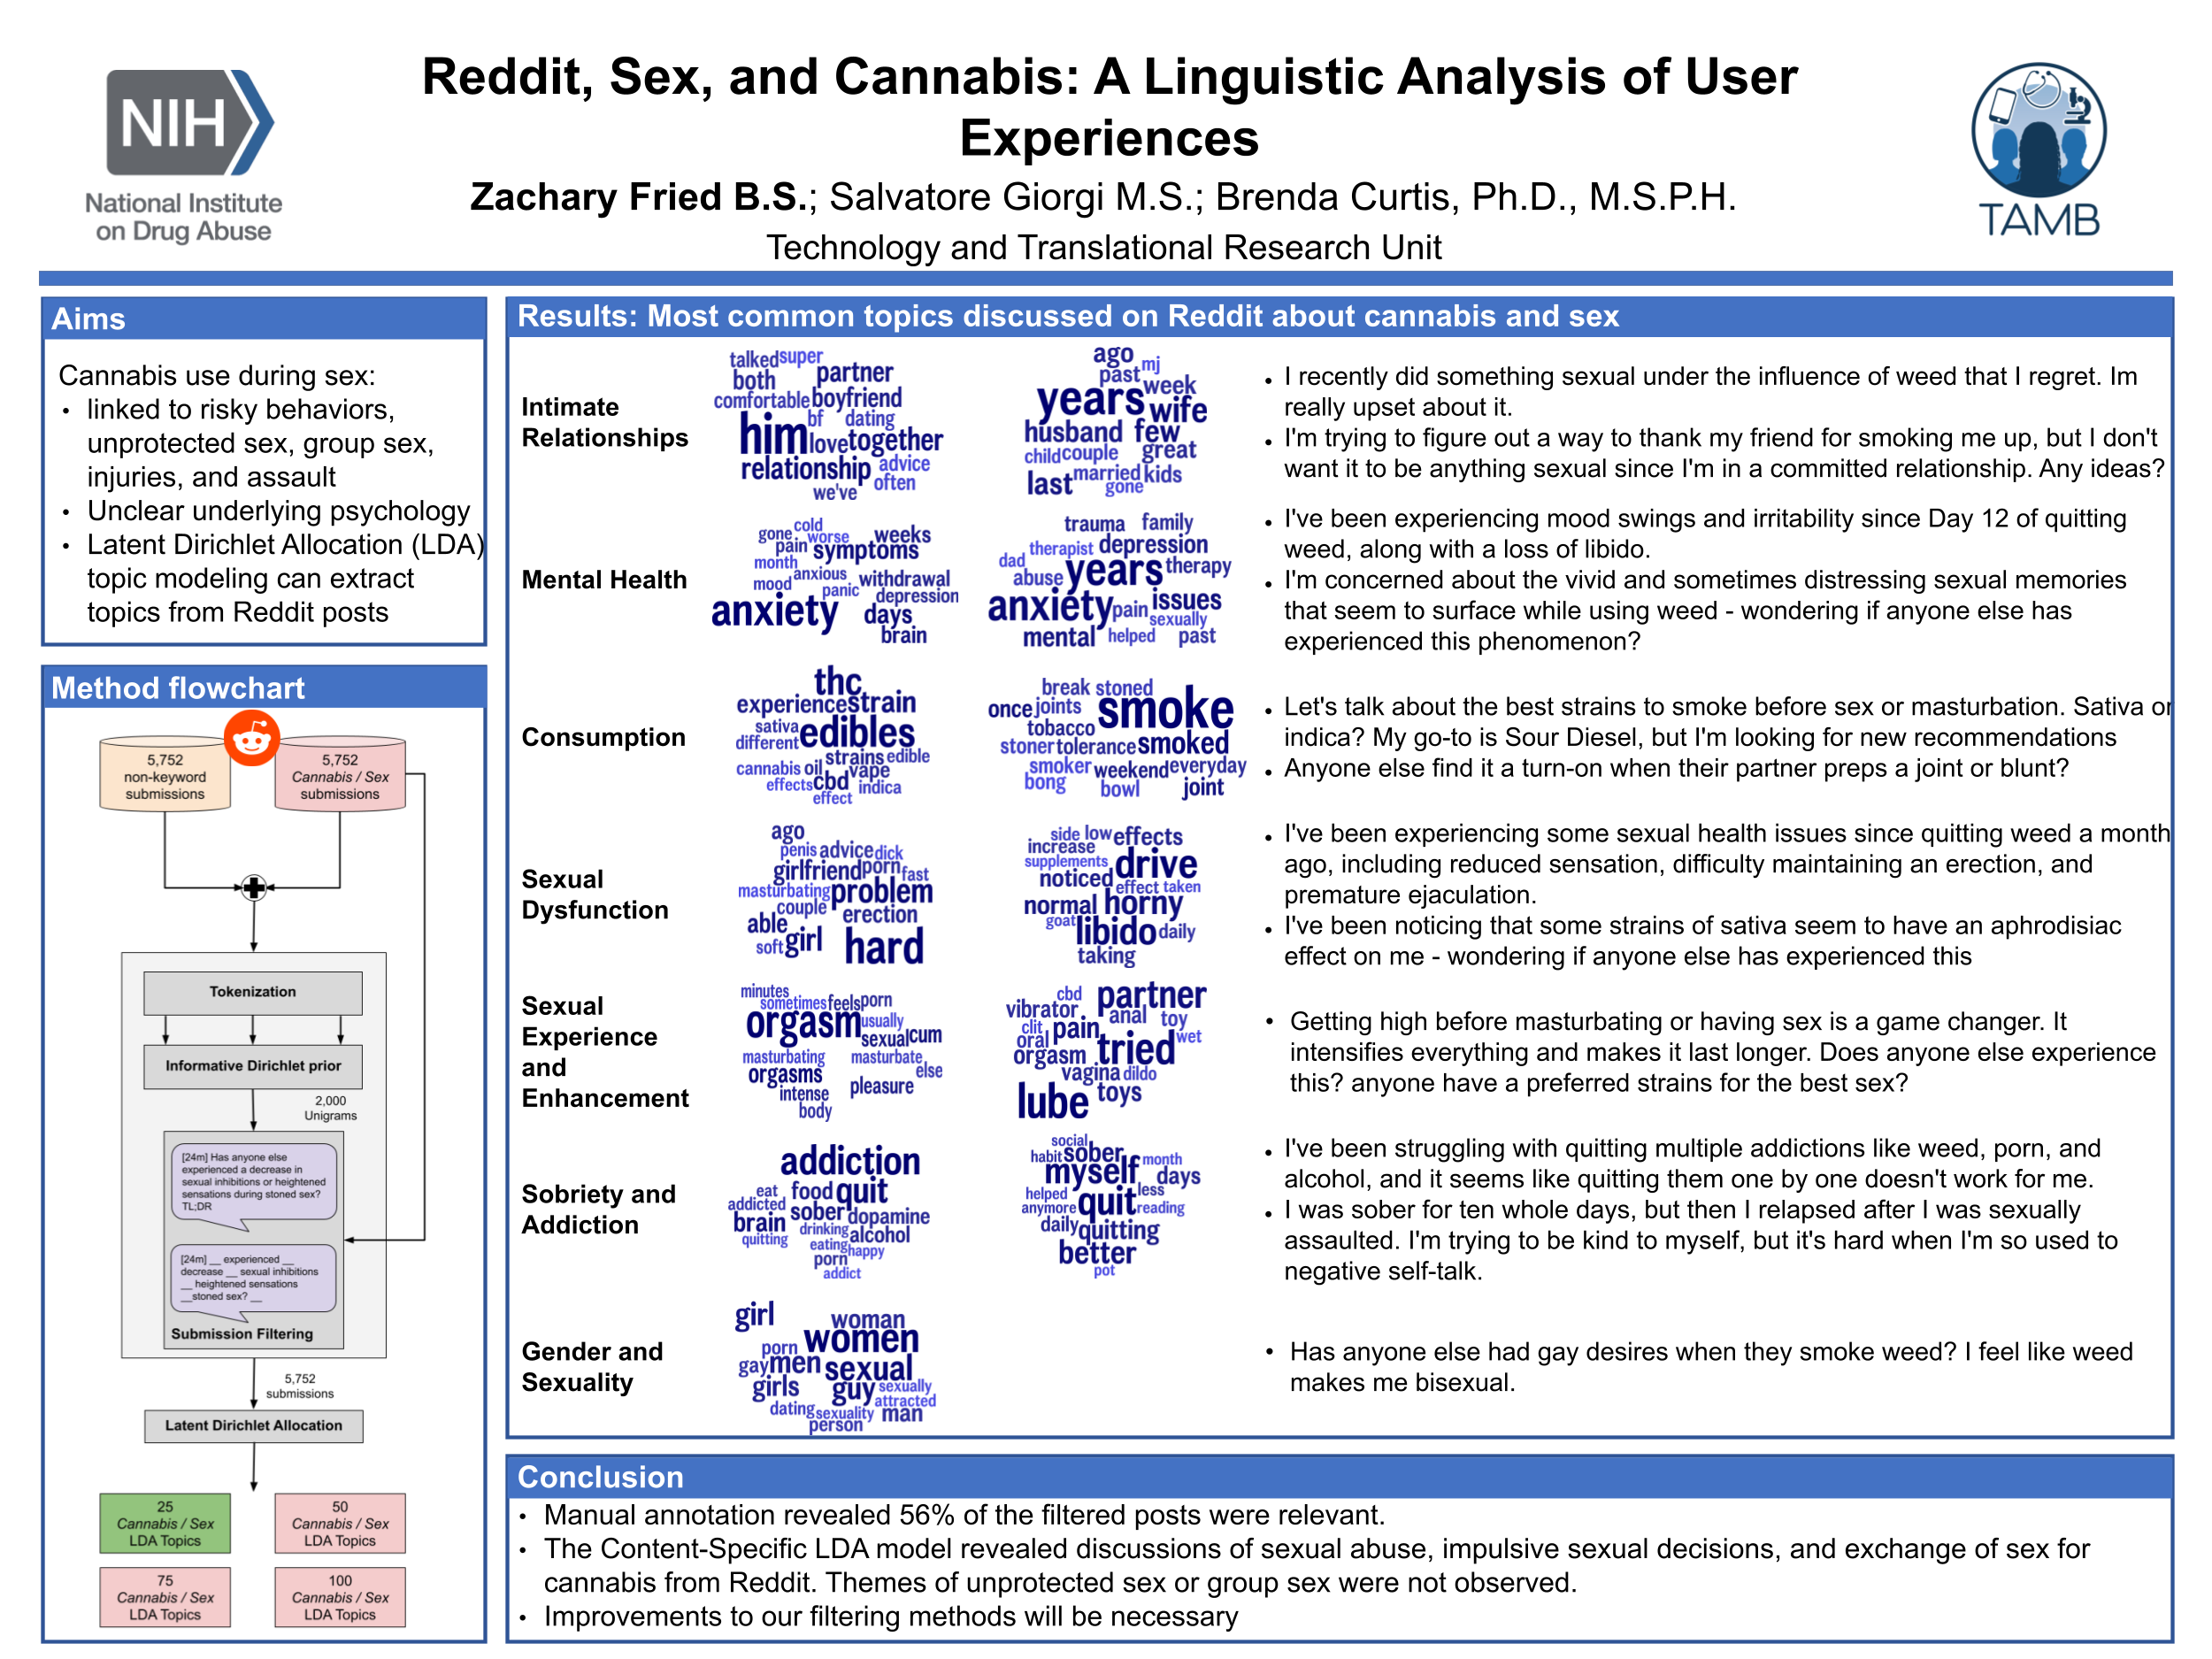 NIH
National Institute
on Drug Abuse
Reddit, Sex, and Cannabis: A Linguistic Analysis of User
Experiences
Zachary Fried B.S.; Salvatore Giorgi M.S.; Brenda Curtis, Ph.D., M.S.P.H.
Technology and Translational Research Unit
TAMB
Aims
Cannabis use during sex:
• linked to risky behaviors,
unprotected sex, group sex,
injuries, and assault
• Unclear underlying psychology
• Latent Dirichlet Allocation (LDA)
topic modeling can extract
topics from Reddit posts
Method flowchart
5,752
non-keyword
submissions
5,752
Cannabis / Sex
submissions
Tokenization
Informative Dirichlet prior
2,000
Unigrams
[24m] Has anyone else
experienced a decrease in
sexual inhibitions or heightened
sensations during stoned sex?
TL;DR
[24m] __ experienced __
decrease __ sexual inhibitions
__ heightened sensations
__ stoned sex? __
Submission Filtering
5,752
submissions
Latent Dirichlet Allocation
25
Cannabis / Sex
LDA Topics
50
Cannabis / Sex
LDA Topics
75
Cannabis / Sex
LDA Topics
100
Cannabis / Sex
LDA Topics
Results: Most common topics discussed on Reddit about cannabis and sex
Intimate
Relationships
talked super
both partner
comfortable boyfriend
bf dating
him love together
relationship advice
we've often
ago mj
past week
years wife
husband few
child couple great
last married kids
gone
• I recently did something sexual under the influence of weed that I regret. Im
really upset about it.
• I'm trying to figure out a way to thank my friend for smoking me up, but I don't
want it to be anything sexual since I'm in a committed relationship. Any ideas?
Mental Health
cold
gone worse weeks
pain symptoms
month
anxious
mood panic withdrawal
depression
anxiety days
brain
trauma family
therapist depression
dad
abuse years therapy
anxiety pain issues
sexually
mental helped past
• I've been experiencing mood swings and irritability since Day 12 of quitting
weed, along with a loss of libido.
• I'm concerned about the vivid and sometimes distressing sexual memories
that seem to surface while using weed - wondering if anyone else has
experienced this phenomenon?
Consumption
thc
experience strain
sativa
different edibles
strains edible
cannabis oil vape
effects cbd indica
effect
break stoned
once joints smoke
tobacco
stoner tolerance smoked
smoker weekend everyday
bong bowl joint
• Let's talk about the best strains to smoke before sex or masturbation. Sativa or
indica? My go-to is Sour Diesel, but I'm looking for new recommendations
• Anyone else find it a turn-on when their partner preps a joint or blunt?
Sexual
Dysfunction
ago
penis advice dick
girlfriend porn fast
masturbating problem
couple erection
able
soft girl hard
side low effects
increase
supplements drive
noticed effect taken
normal horny
goat libido daily
taking
• I've been experiencing some sexual health issues since quitting weed a month
ago, including reduced sensation, difficulty maintaining an erection, and
premature ejaculation.
• I've been noticing that some strains of sativa seem to have an aphrodisiac
effect on me - wondering if anyone else has experienced this
Sexual
Experience
and
Enhancement
minutes
sometimes feels porn
orgasm usually
sexual cum
masturbating masturbate
orgasms else
intense pleasure
body
cbd partner
vibrator anal toy
clit pain wet
oral tried
orgasm
vagina dildo
lube toys
• Getting high before masturbating or having sex is a game changer. It
intensifies everything and makes it last longer. Does anyone else experience
this? anyone have a preferred strains for the best sex?
Sobriety and
Addiction
addiction
eat food quit
addicted sober dopamine
brain drinking alcohol
quitting eating happy
porn
addict
social
habit sober month
myself days
helped less
anymore quit reading
daily quitting
better
pot
• I've been struggling with quitting multiple addictions like weed, porn, and
alcohol, and it seems like quitting them one by one doesn't work for me.
• I was sober for ten whole days, but then I relapsed after I was sexually
assaulted. I'm trying to be kind to myself, but it's hard when I'm so used to
negative self-talk.
Gender and
Sexuality
girl woman
porn women
gay men sexual
girls guy sexually
attracted
dating sexuality man
person
• Has anyone else had gay desires when they smoke weed? I feel like weed
makes me bisexual.
Conclusion
• Manual annotation revealed 56% of the filtered posts were relevant.
• The Content-Specific LDA model revealed discussions of sexual abuse, impulsive sexual decisions, and exchange of sex for
cannabis from Reddit. Themes of unprotected sex or group sex were not observed.
• Improvements to our filtering methods will be necessary